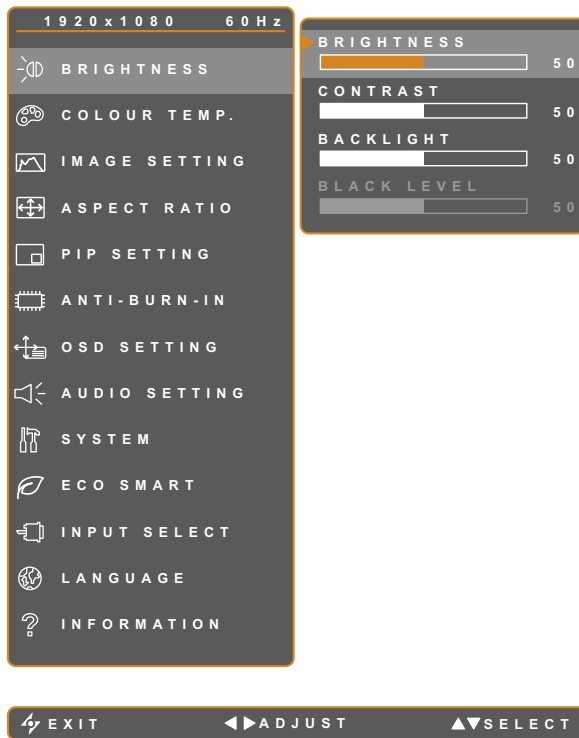 1920x1080 60Hz
BRIGHTNESS
COLOUR TEMP.
IMAGE SETTING
ASPECT RATIO
PIP SETTING
ANTI-BURN-IN
OSD SETTING
AUDIO SETTING
SYSTEM
ECO SMART
INPUT SELECT
LANGUAGE
INFORMATION
BRIGHTNESS
50
CONTRAST
50
BACKLIGHT
50
BLACK LEVEL
50
EXIT ADJUST SELECT